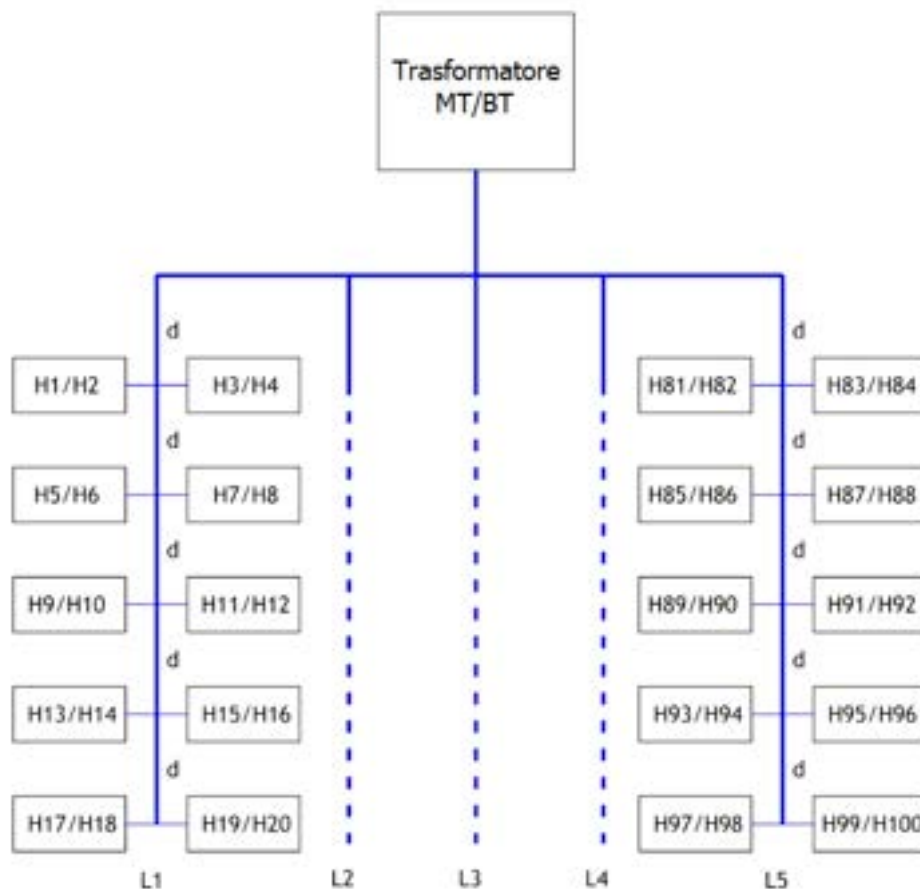 Trasformatore
MT/BT
d
d
H1/H2
H3/H4
H81/H82
H83/H84
d
d
H5/H6
H7/H8
H85/H86
H87/H88
d
d
H9/H10
H11/H12
H89/H90
H91/H92
d
d
H13/H14
H15/H16
H93/H94
H95/H96
d
d
H17/H18
H19/H20
H97/H98
H99/H100
L1
L2
L3
L4
L5